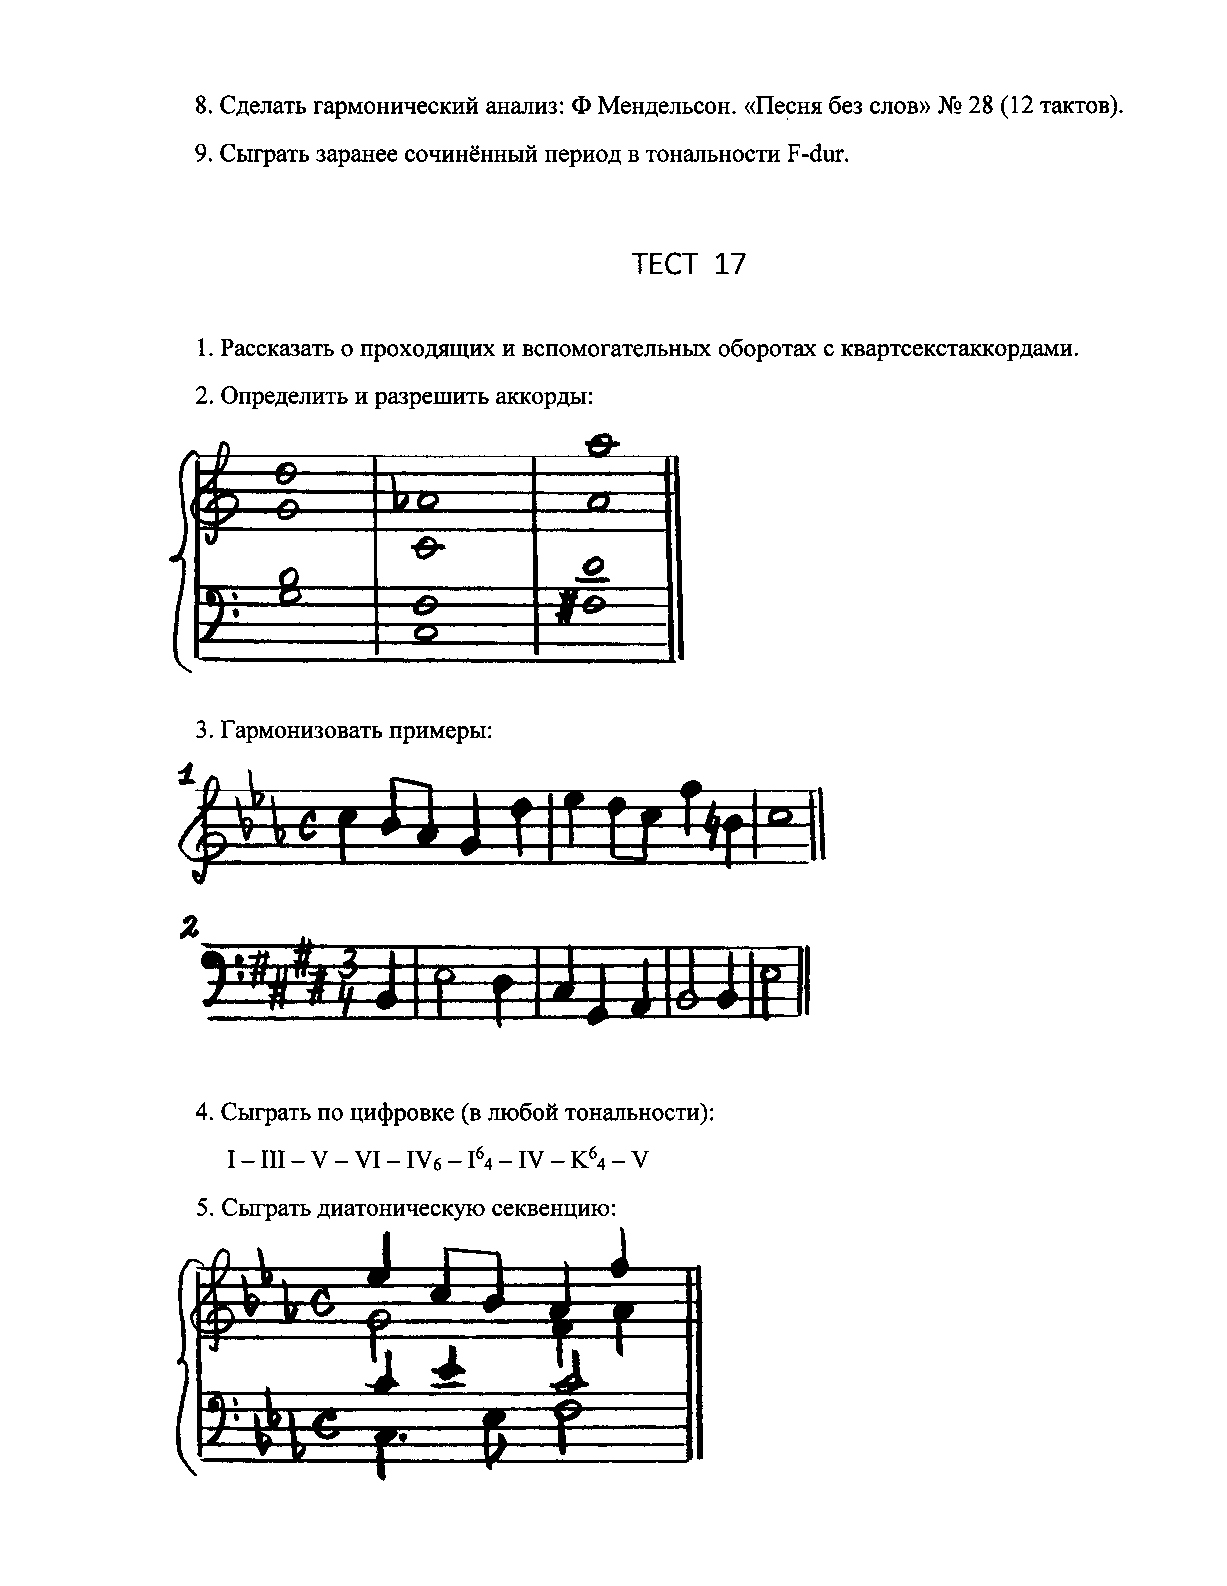 8. Сделать гармонический анализ: Ф Мендельсон. «Песня без слов» № 28 (12 тактов).
9. Сыграть заранее сочинённый период в тональности F-dur.
ТЕСТ 17
1. Рассказать о проходящих и вспомогательных оборотах с квартсекстаккордами.
2. Определить и разрешить аккорды:
3. Гармонизовать примеры:
1
2
3
4
4. Сыграть по цифровке (в любой тональности):
I – III – V – VI – IV₆ – I⁶₄ – IV – K⁶₄ – V
5. Сыграть диатоническую секвенцию: